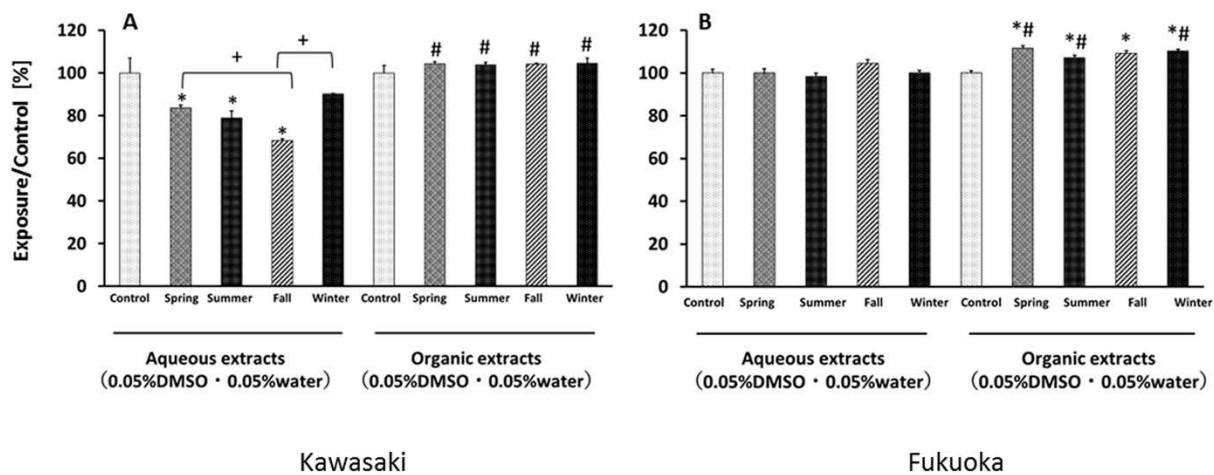 A
Exposure/Control [%]
120
100
80
60
40
20
0
+
+
*
*
*
#
#
#
#
Control Spring Summer Fall Winter Control Spring Summer Fall Winter
Aqueous extracts
(0.05%DMSO・0.05%water)
Organic extracts
(0.05%DMSO・0.05%water)
Kawasaki
B
120
100
80
60
40
20
0
*#
*#
*
*#
Control Spring Summer Fall Winter Control Spring Summer Fall Winter
Aqueous extracts
(0.05%DMSO・0.05%water)
Organic extracts
(0.05%DMSO・0.05%water)
Fukuoka